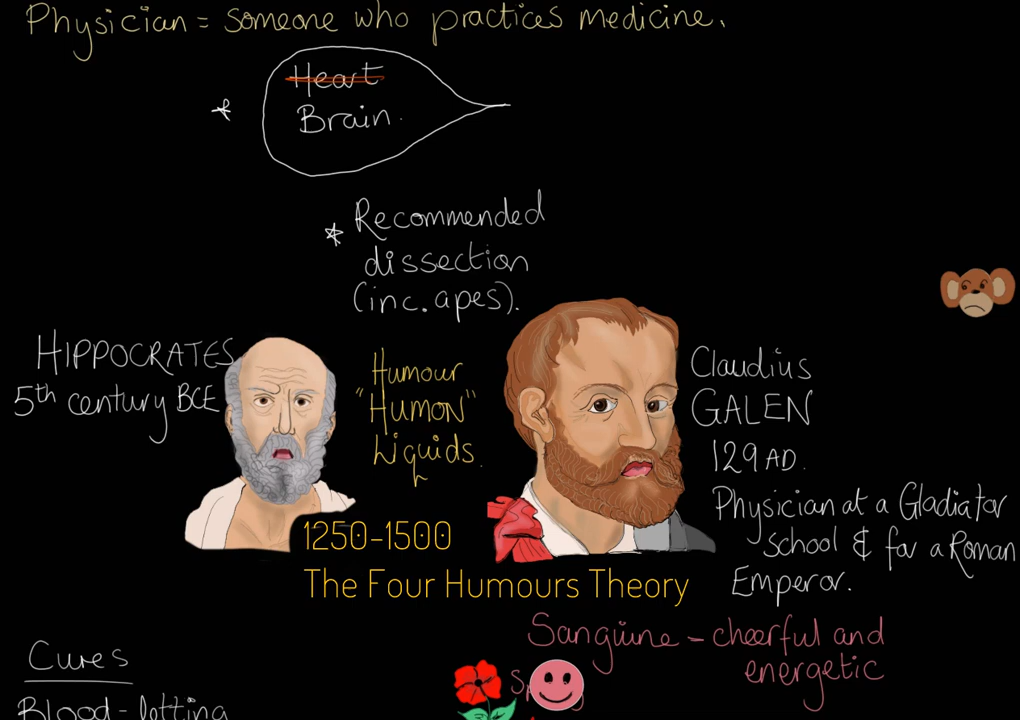 Physician = someone who practices medicine.
Heart
Brain.
* Recommended
dissection
(inc. apes).
HIPPOCRATES
5th century BCE
Humour
"HUMON"
Liquids.
Claudius
GALEN
129 AD.
Physician at a Gladiator
School & for a Roman
Emperor.
1250-1500
The Four Humours Theory
Sanguine - cheerful and
energetic
Cures
Blood-letting